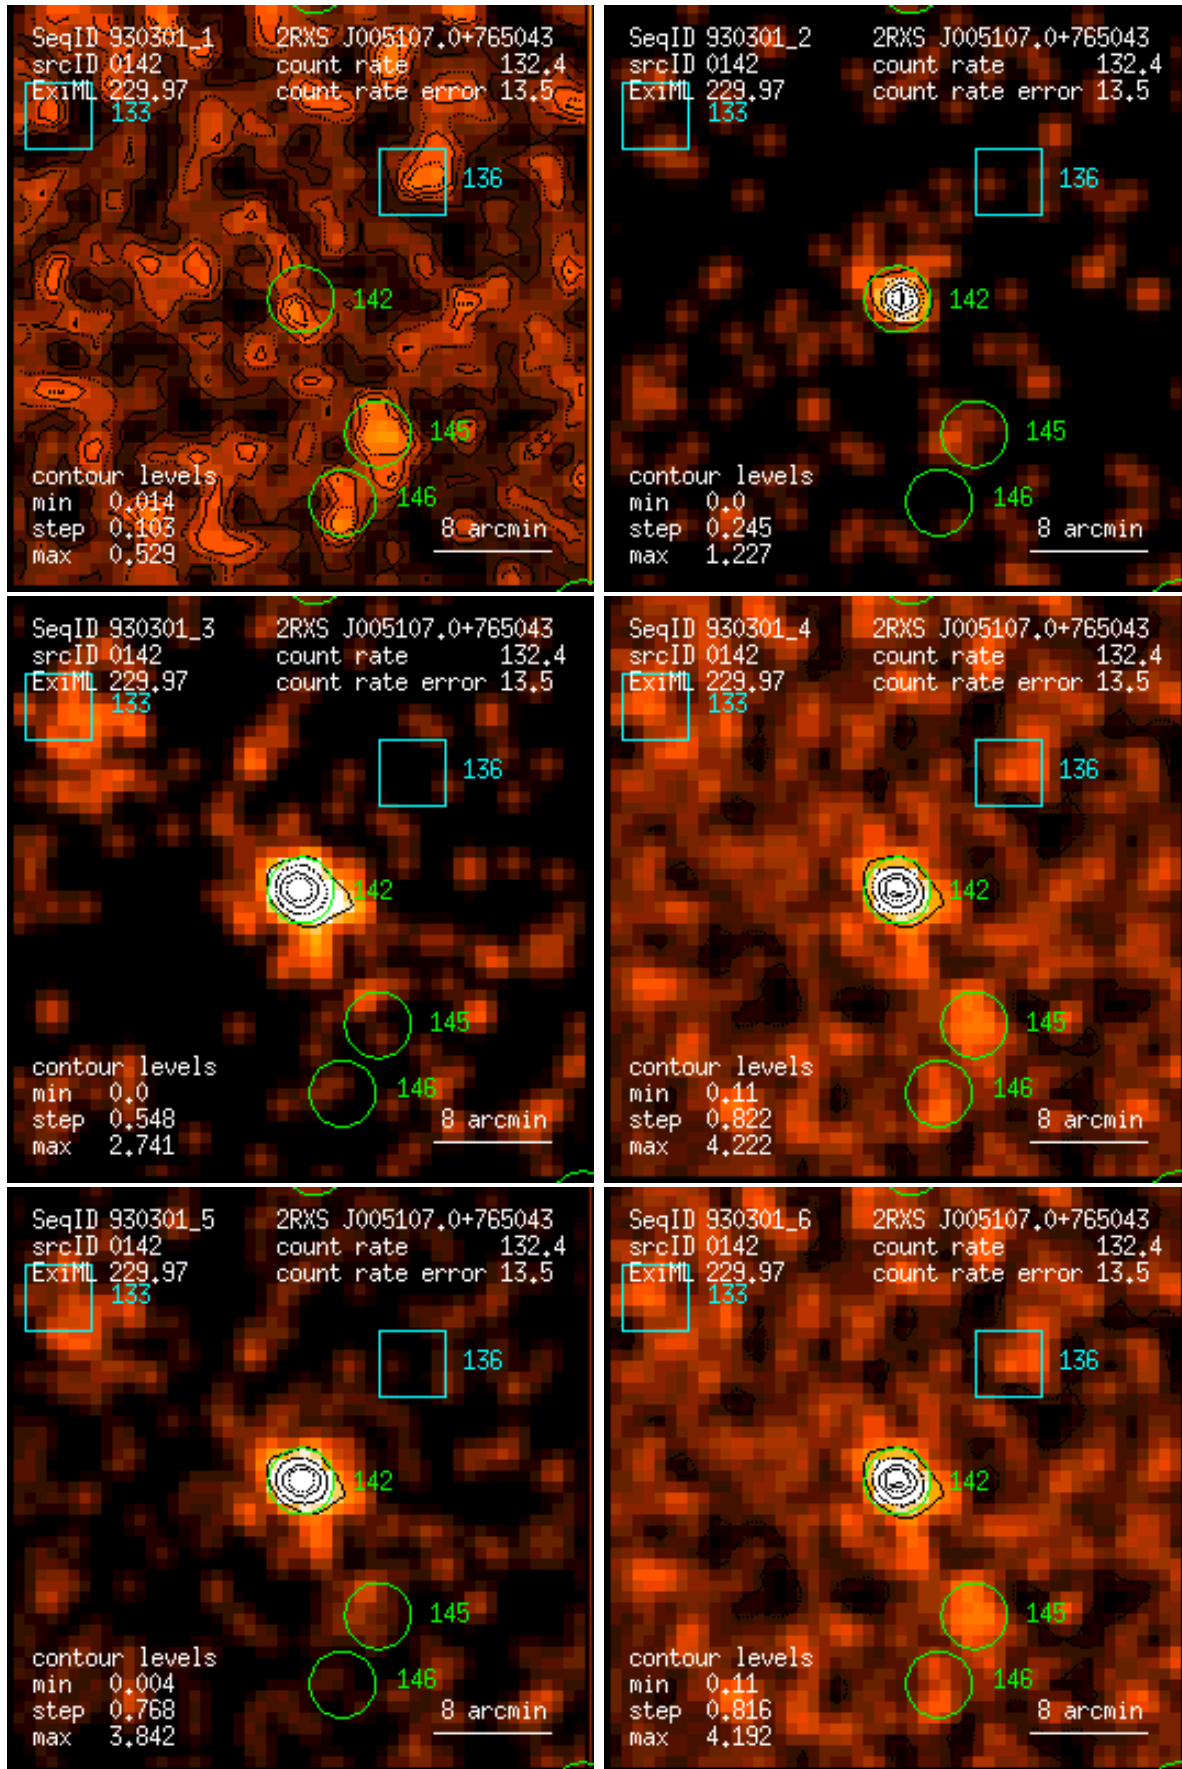 SeqID 930301_1 2RXS J005107.0+765043
srcID 0142 count rate 132.4
ExiML 229.97 count rate error 13.5
133
136
142
145
146
contour levels
min 0.014
step 0.103
max 0.529
8 arcmin
SeqID 930301_2 2RXS J005107.0+765043
srcID 0142 count rate 132.4
ExiML 229.97 count rate error 13.5
133
136
142
145
146
contour levels
min 0.0
step 0.245
max 1.227
8 arcmin
SeqID 930301_3 2RXS J005107.0+765043
srcID 0142 count rate 132.4
ExiML 229.97 count rate error 13.5
133
136
142
145
146
contour levels
min 0.0
step 0.548
max 2.741
8 arcmin
SeqID 930301_4 2RXS J005107.0+765043
srcID 0142 count rate 132.4
ExiML 229.97 count rate error 13.5
133
136
142
145
146
contour levels
min 0.11
step 0.822
max 4.222
8 arcmin
SeqID 930301_5 2RXS J005107.0+765043
srcID 0142 count rate 132.4
ExiML 229.97 count rate error 13.5
133
136
142
145
146
contour levels
min 0.004
step 0.768
max 3.842
8 arcmin
SeqID 930301_6 2RXS J005107.0+765043
srcID 0142 count rate 132.4
ExiML 229.97 count rate error 13.5
133
136
142
145
146
contour levels
min 0.11
step 0.816
max 4.192
8 arcmin